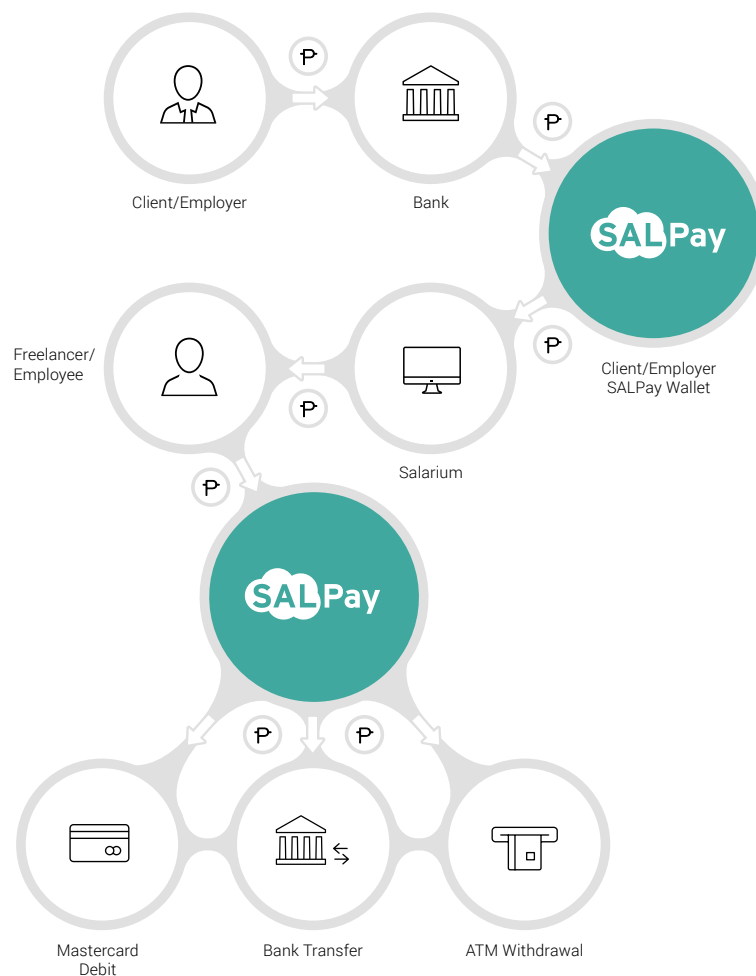 Client/Employer
Bank
SALPay
Client/Employer
SALPay Wallet
Freelancer/
Employee
Salarium
SALPay
Mastercard
Debit
Bank Transfer
ATM Withdrawal